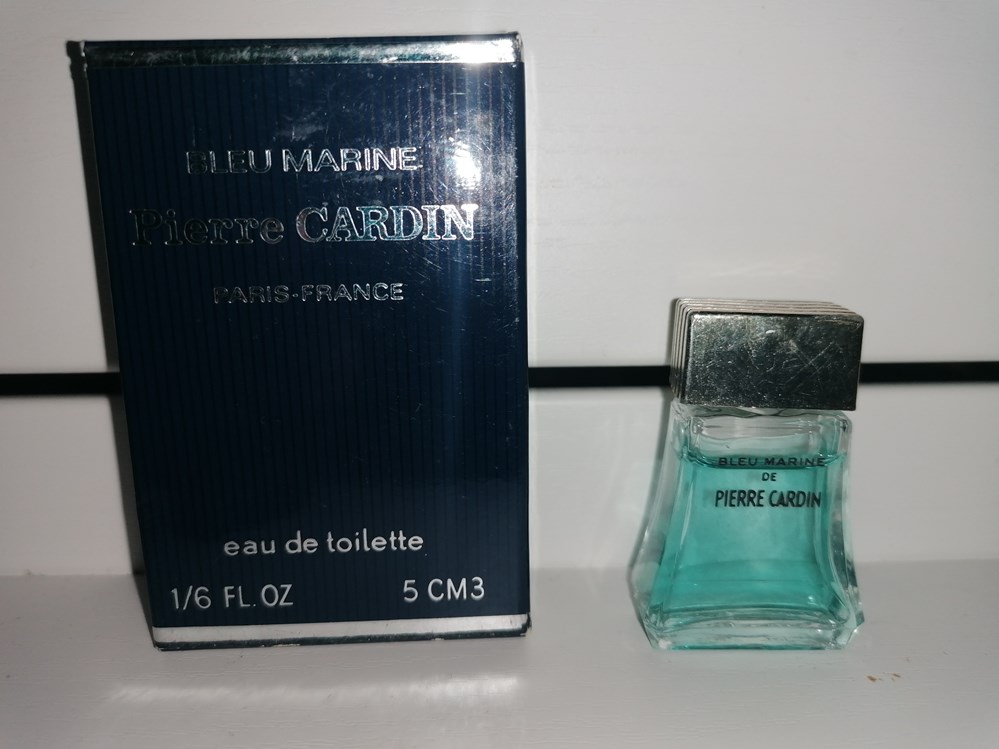 BLEU MARINE
Pierre CARDIN
PARIS-FRANCE
eau de toilette
1/6 FL. OZ 5 CM3
BLEU MARINE
DE
PIERRE CARDIN